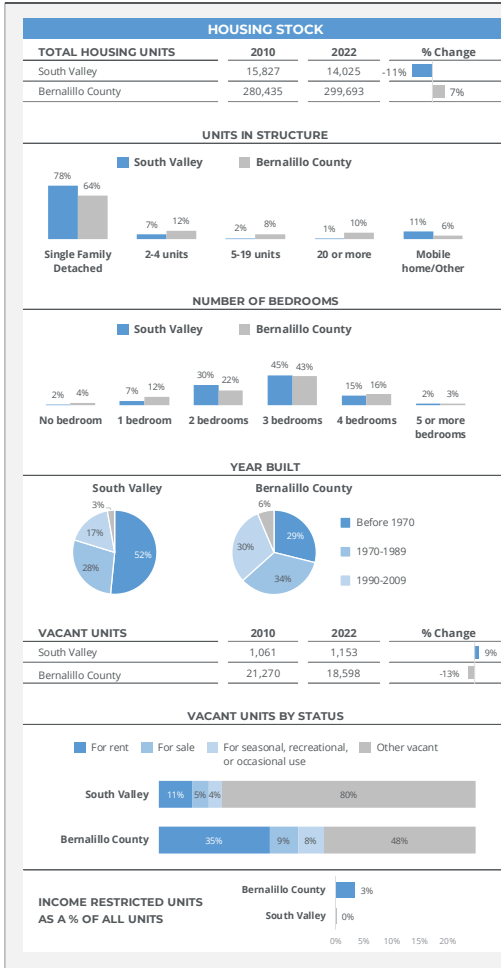 HOUSING STOCK
TOTAL HOUSING UNITS 2010 2022 % Change
South Valley 15,827 14,025 -11%
Bernalillo County 280,435 299,693 7%
UNITS IN STRUCTURE
South Valley Bernalillo County
78% 64% 7% 12% 2% 8% 1% 10% 11% 6%
Single Family 2-4 units 5-19 units 20 or more Mobile
Detached home/Other
NUMBER OF BEDROOMS
South Valley Bernalillo County
2% 4% 7% 12% 30% 22% 45% 43% 15% 16% 2% 3%
No bedroom 1 bedroom 2 bedrooms 3 bedrooms 4 bedrooms 5 or more
bedrooms
YEAR BUILT
South Valley Bernalillo County
3% 17% 28% 52%
6% 30% 29% 34%
Before 1970
1970-1989
1990-2009
VACANT UNITS 2010 2022 % Change
South Valley 1,061 1,153 9%
Bernalillo County 21,270 18,598 -13%
VACANT UNITS BY STATUS
For rent For sale For seasonal, recreational, Other vacant
or occasional use
South Valley 11% 5% 4% 80%
Bernalillo County 35% 9% 8% 48%
INCOME RESTRICTED UNITS
AS A % OF ALL UNITS
Bernalillo County 3%
South Valley 0%
0% 5% 10% 15% 20%